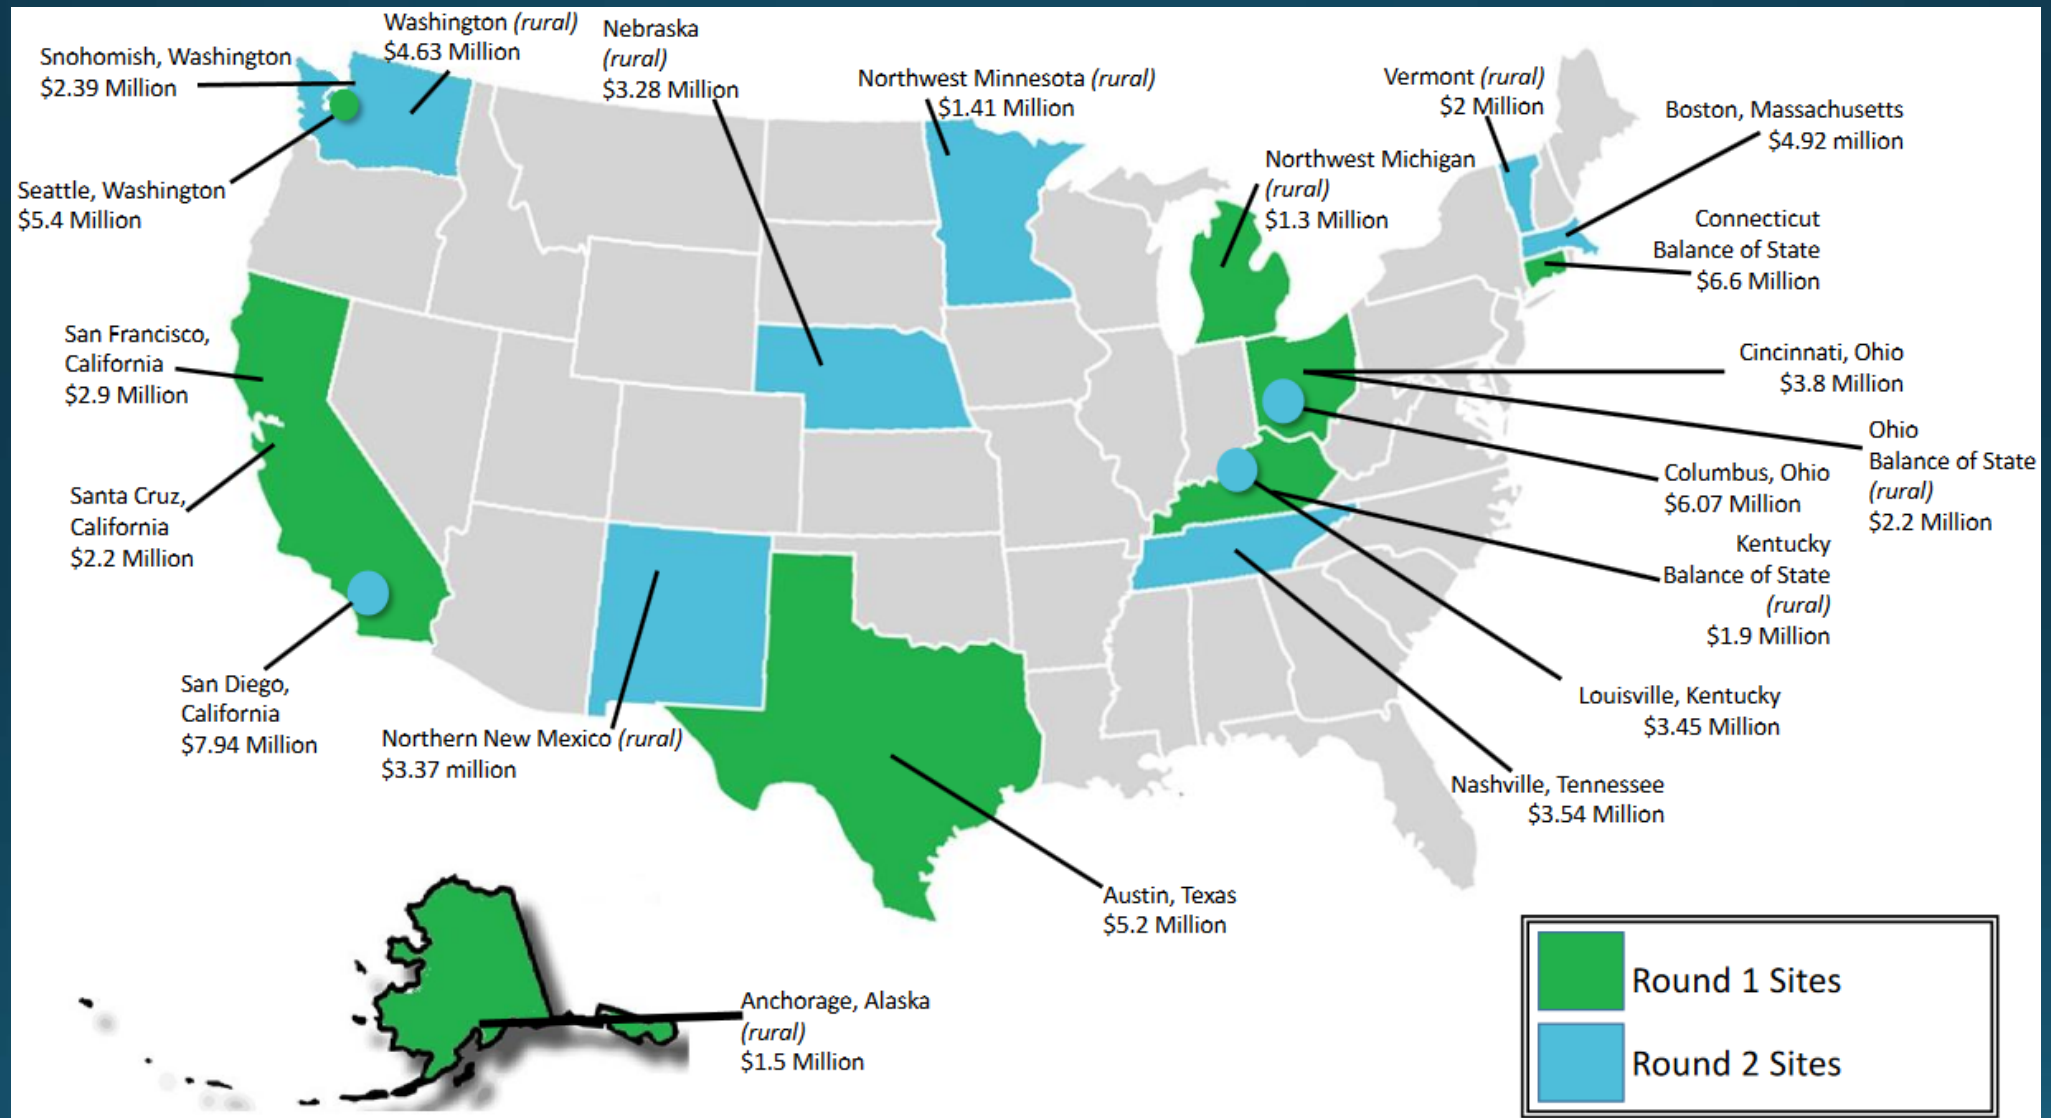 Washington (rural)
$4.63 Million
Nebraska
(rural)
$3.28 Million
Snohomish, Washington
$2.39 Million
Northwest Minnesota (rural)
$1.41 Million
Vermont (rural)
$2 Million
Boston, Massachusetts
$4.92 million
Northwest Michigan
(rural)
$1.3 Million
Seattle, Washington
$5.4 Million
Connecticut
Balance of State
$6.6 Million
San Francisco,
California
$2.9 Million
Cincinnati, Ohio
$3.8 Million
Ohio
Balance of State
(rural)
$2.2 Million
Columbus, Ohio
$6.07 Million
Santa Cruz,
California
$2.2 Million
Kentucky
Balance of State
(rural)
$1.9 Million
San Diego,
California
$7.94 Million
Louisville, Kentucky
$3.45 Million
Northern New Mexico (rural)
$3.37 million
Nashville, Tennessee
$3.54 Million
Austin, Texas
$5.2 Million
Anchorage, Alaska
(rural)
$1.5 Million
Round 1 Sites
Round 2 Sites